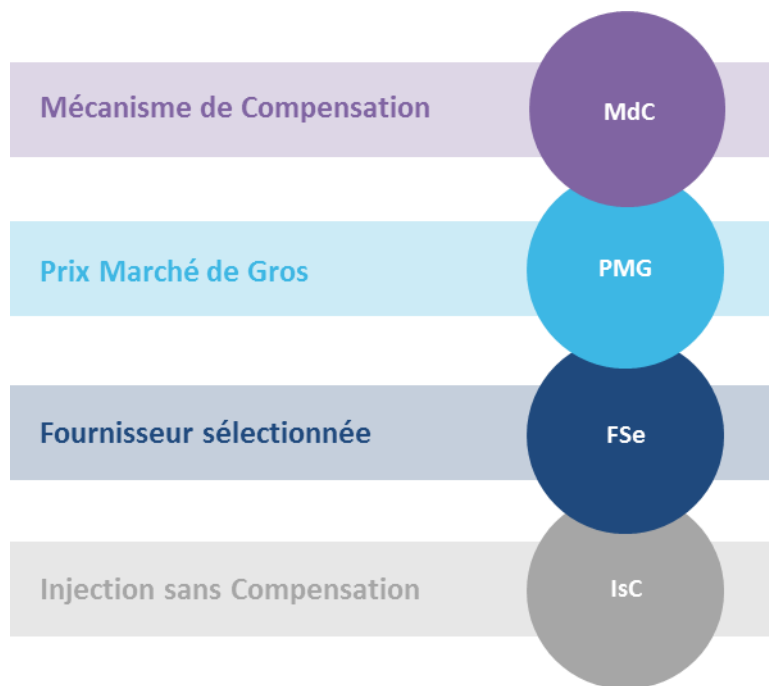 Mécanisme de Compensation
MdC
Prix Marché de Gros
PMG
Fournisseur sélectionnée
FSe
Injection sans Compensation
IsC